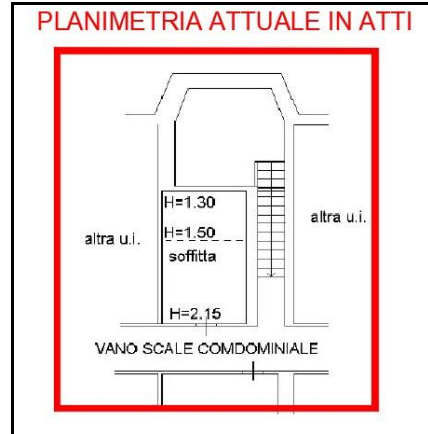 PLANIMETRIA ATTUALE IN ATTI
H=1.30
altra u.i.
altra u.i.
H=1.50
soffitta
H=2.15
VANO SCALE COMDOMINIALE